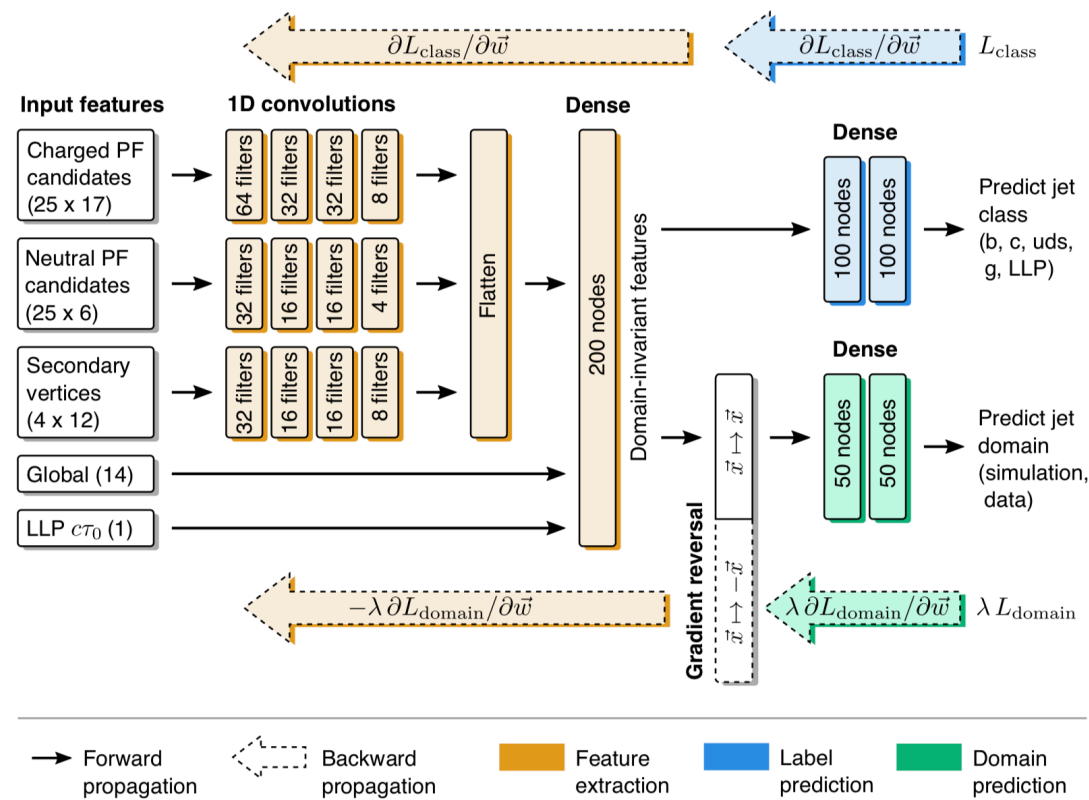 ∂L_class/∂w⃗
∂L_class/∂w⃗
L_class
Input features
1D convolutions
Dense
Dense
Charged PF
candidates
(25 x 17)
64 filters
32 filters
32 filters
8 filters
Neutral PF
candidates
(25 x 6)
32 filters
16 filters
16 filters
4 filters
Secondary
vertices
(4 x 12)
32 filters
16 filters
16 filters
8 filters
Global (14)
LLP cτ₀ (1)
Flatten
200 nodes
Domain-invariant features
100 nodes
100 nodes
Predict jet
class
(b, c, uds,
g, LLP)
Dense
50 nodes
50 nodes
Predict jet
domain
(simulation,
data)
Gradient reversal
x⃗ ↦ x⃗
x⃗ ↦ −x⃗
−λ ∂L_domain/∂w⃗
λ ∂L_domain/∂w⃗
λ L_domain
Forward
propagation
Backward
propagation
Feature
extraction
Label
prediction
Domain
prediction